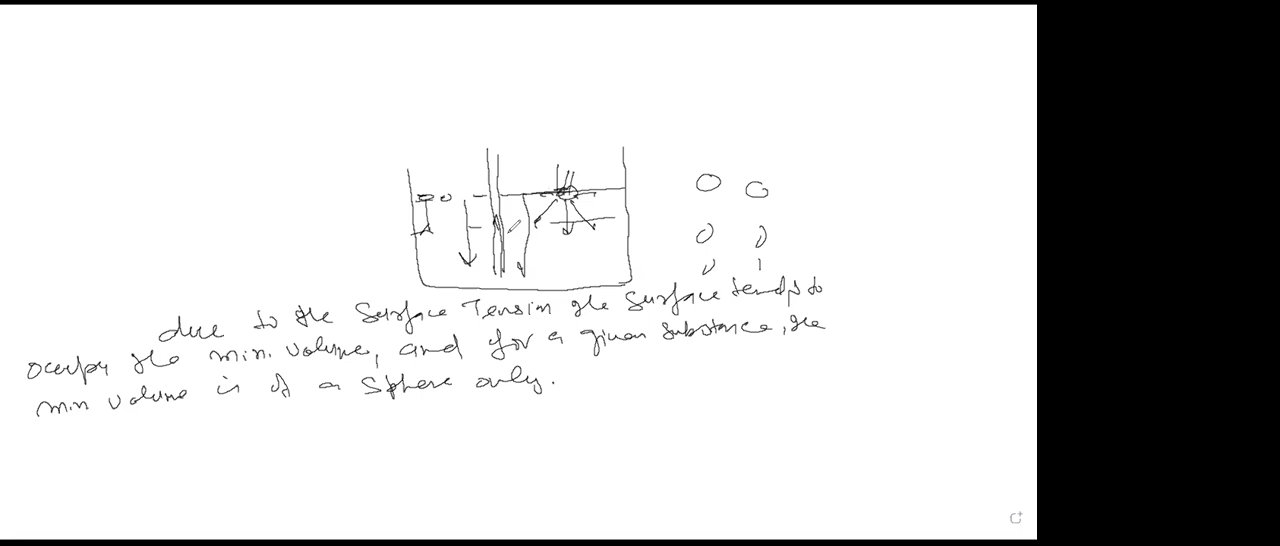 due to the Surface Tension the surface tends to
occupy the min. volume, and for a given substance, the
min volume is of a sphere only.